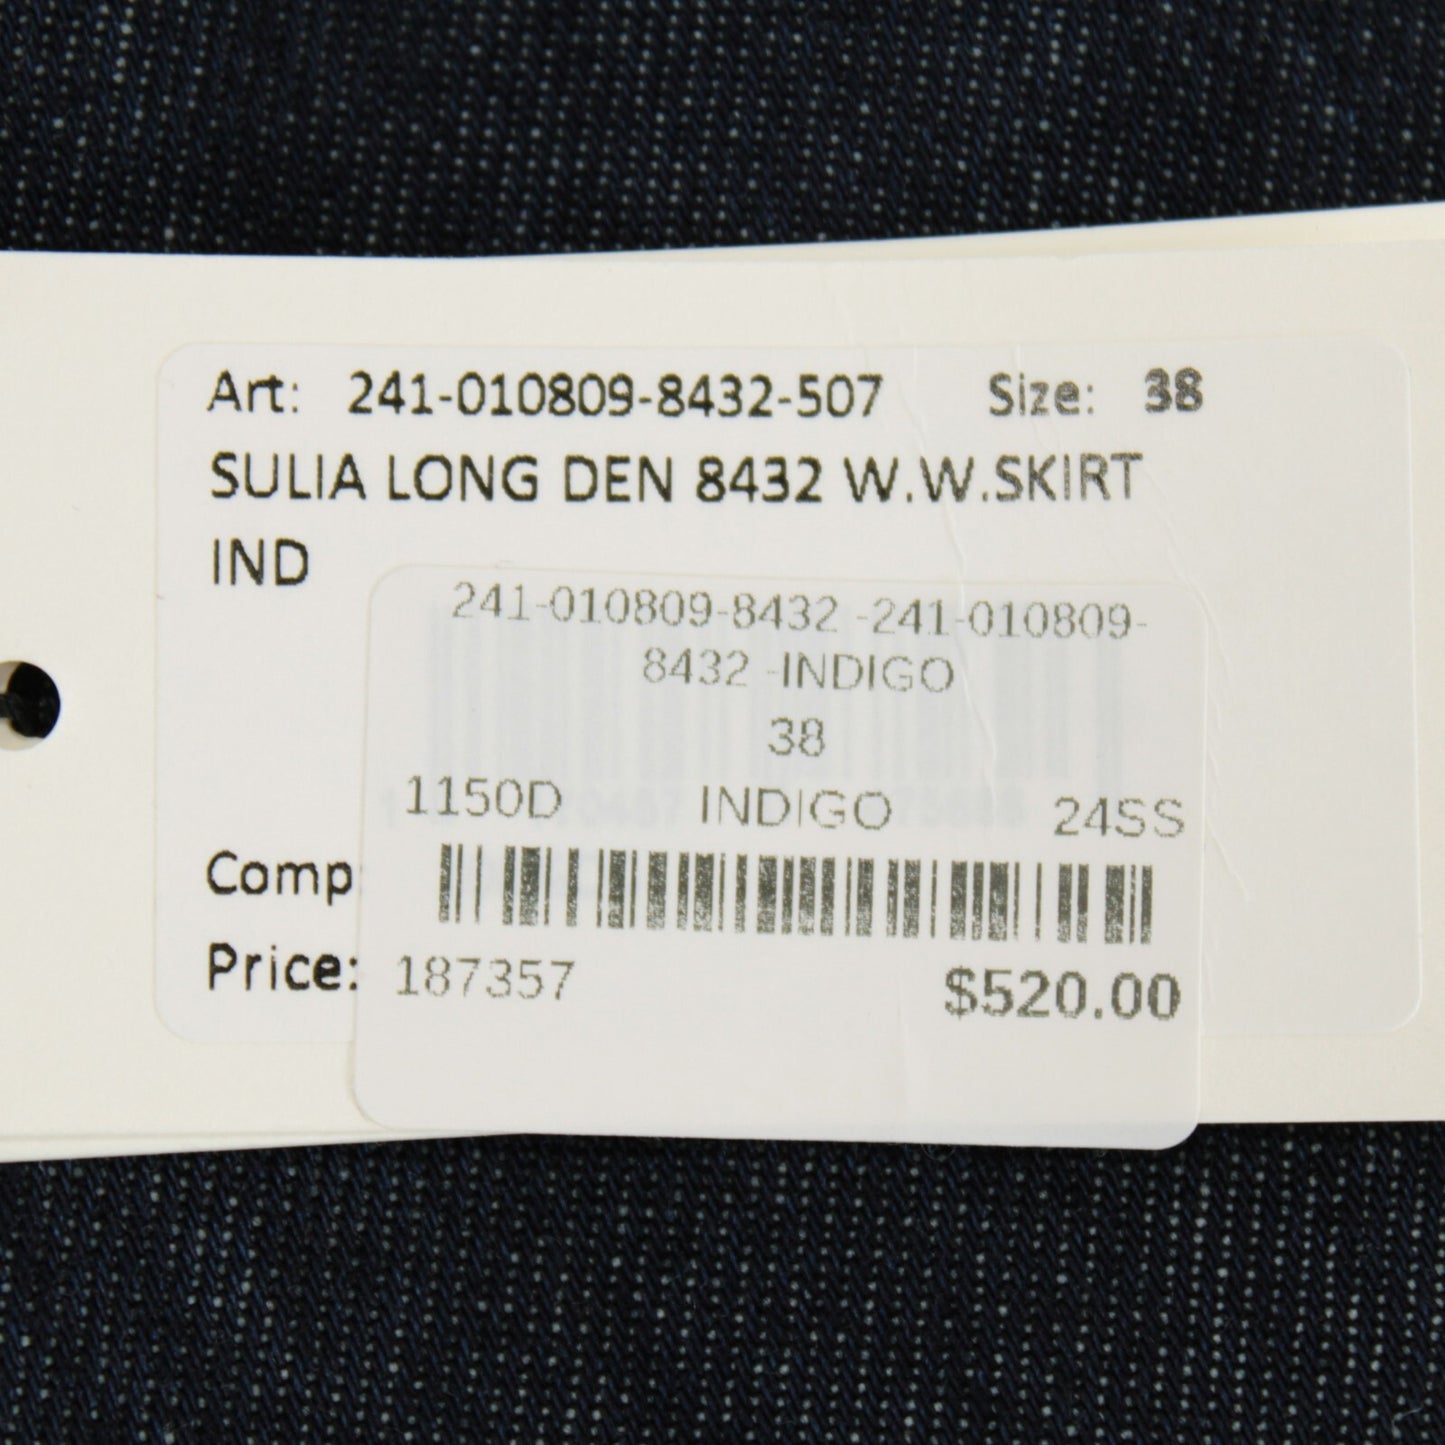 Art: 241-010809-8432-507 Size: 38
SULIA LONG DEN 8432 W.W.SKIRT
IND
241-010809-8432 -241-010809-
8432 -INDIGO
38
1150D INDIGO 24SS
Comp
Price: 187357 $520.00